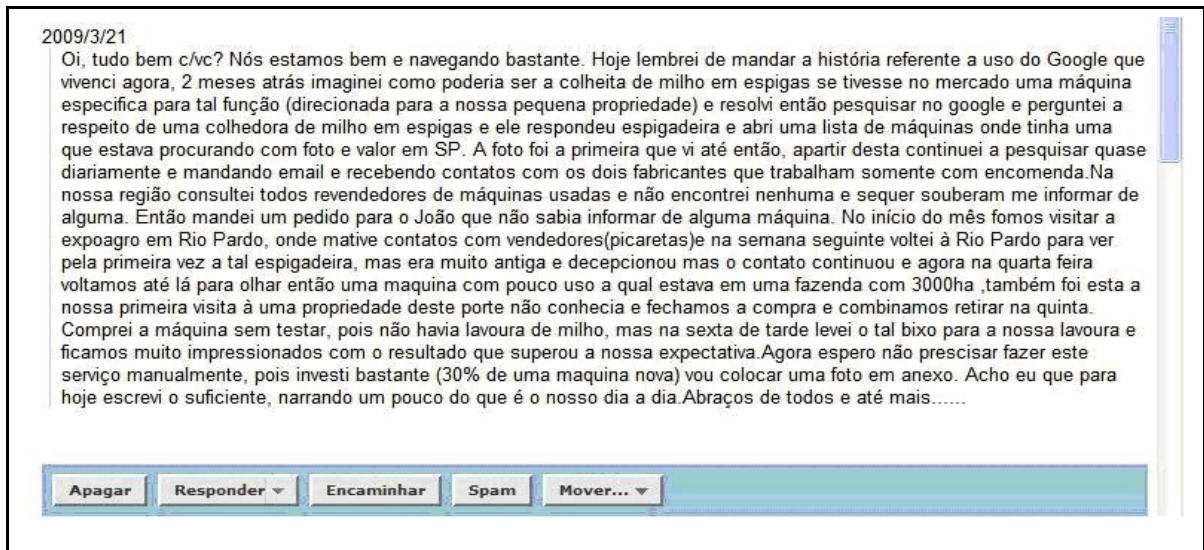 2009/3/21
Oi, tudo bem c/vc? Nós estamos bem e navegando bastante. Hoje lembrei de mandar a história referente a uso do Google que
vivenci agora, 2 meses atrás imaginei como poderia ser a colheita de milho em espigas se tivesse no mercado uma máquina
especifica para tal função (direcionada para a nossa pequena propriedade) e resolvi então pesquisar no google e perguntei a
respeito de uma colhedora de milho em espigas e ele respondeu espigadeira e abri uma lista de máquinas onde tinha uma
que estava procurando com foto e valor em SP. A foto foi a primeira que vi até então, apartir desta continuei a pesquisar quase
diariamente e mandando email e recebendo contatos com os dois fabricantes que trabalham somente com encomenda.Na
nossa região consultei todos revendedores de máquinas usadas e não encontrei nenhuma e sequer souberam me informar de
alguma. Então mandei um pedido para o João que não sabia informar de alguma máquina. No início do mês fomos visitar a
expoagro em Rio Pardo, onde mative contatos com vendedores(picaretas)e na semana seguinte voltei à Rio Pardo para ver
pela primeira vez a tal espigadeira, mas era muito antiga e decepcionou mas o contato continuou e agora na quarta feira
voltamos até lá para olhar então uma maquina com pouco uso a qual estava em uma fazenda com 3000ha ,também foi esta a
nossa primeira visita à uma propriedade deste porte não conhecia e fechamos a compra e combinamos retirar na quinta.
Comprei a máquina sem testar, pois não havia lavoura de milho, mas na sexta de tarde levei o tal bixo para a nossa lavoura e
ficamos muito impressionados com o resultado que superou a nossa expectativa.Agora espero não prescisar fazer este
serviço manualmente, pois investi bastante (30% de uma maquina nova) vou colocar uma foto em anexo. Acho eu que para
hoje escrevi o suficiente, narrando um pouco do que é o nosso dia a dia.Abraços de todos e até mais......
Apagar Responder Encaminhar Spam Mover...